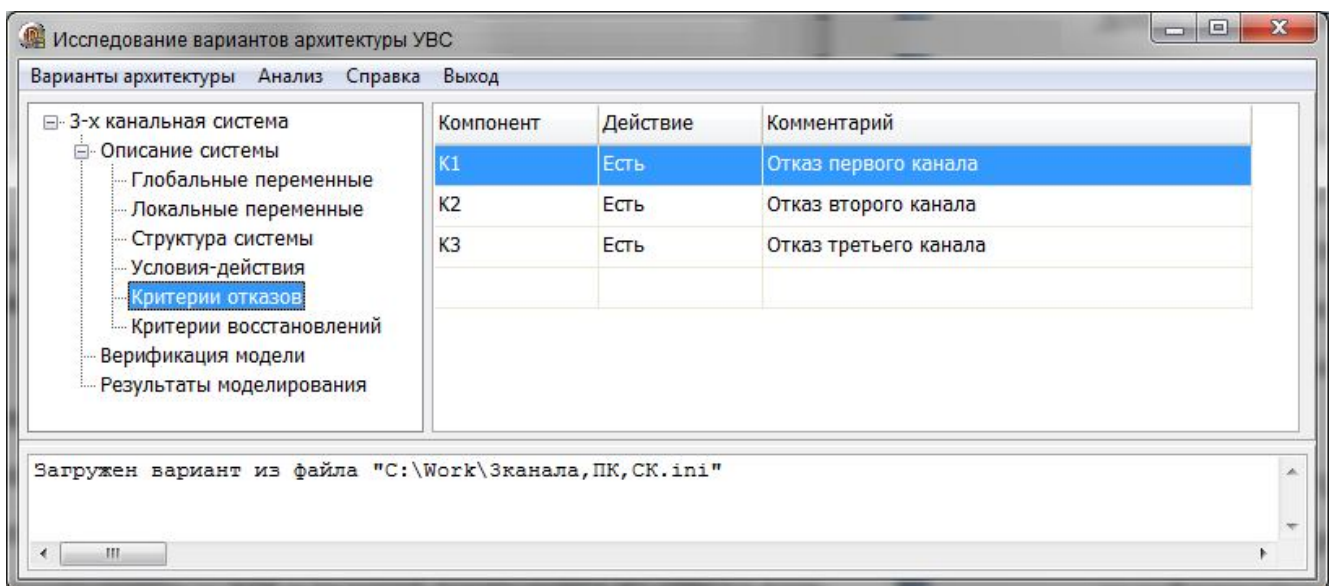 Исследование вариантов архитектуры УВС
Варианты архитектуры Анализ Справка Выход
3-х канальная система
Описание системы
Глобальные переменные
Локальные переменные
Структура системы
Условия-действия
Критерии отказов
Критерии восстановлений
Верификация модели
Результаты моделирования
Компонент Действие Комментарий
К1 Есть Отказ первого канала
К2 Есть Отказ второго канала
К3 Есть Отказ третьего канала
Загружен вариант из файла "C:\Work\3канала,ПК,СК.ini"